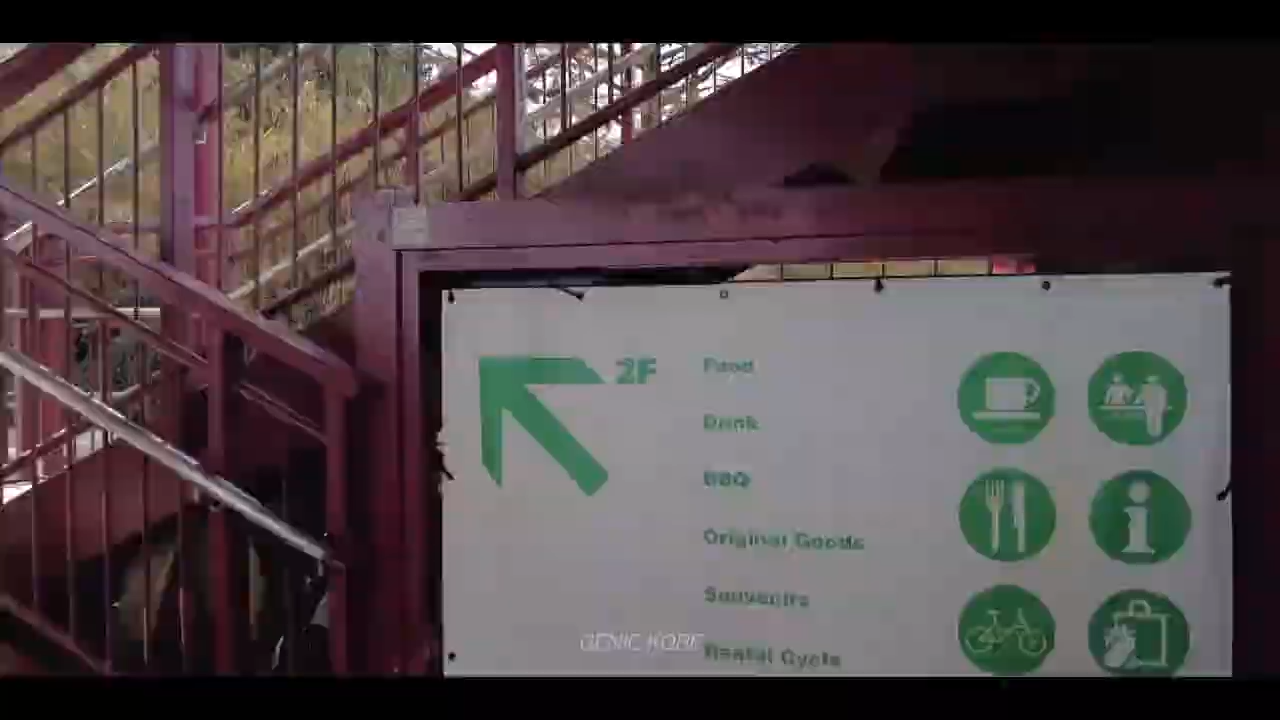 2F
Food
Drink
BBQ
Original Goods
Souvenirs
GENIC KOBE
Rental Cycle